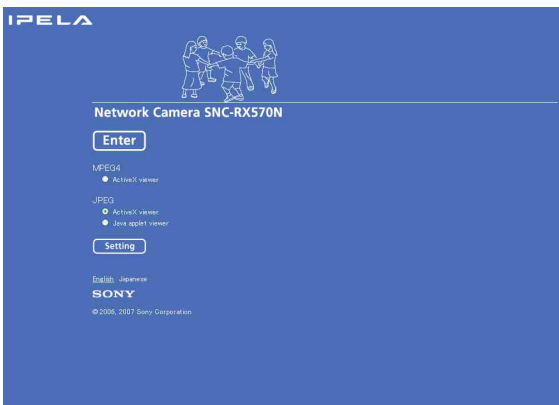 IPELA
Network Camera SNC-RX570N
Enter
MPEG4
ActiveX viewer
JPEG
ActiveX viewer
Java applet viewer
Setting
English Japanese
SONY
© 2006, 2007 Sony Corporation